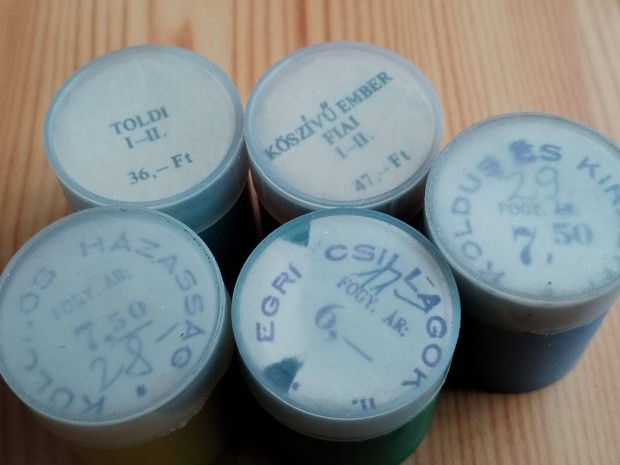 TOLDI
I–II.
36,– Ft
KŐSZÍVŰ EMBER
FIAI
I–II.
47,– Ft
KOLDUS ÉS KIR
29
FOGY. ÁR
7,50
HÁZASSÁG
FOGY. ÁR:
7,50
28-
EGRI CSILLAGOK II.
FOGY. ÁR:
6,–